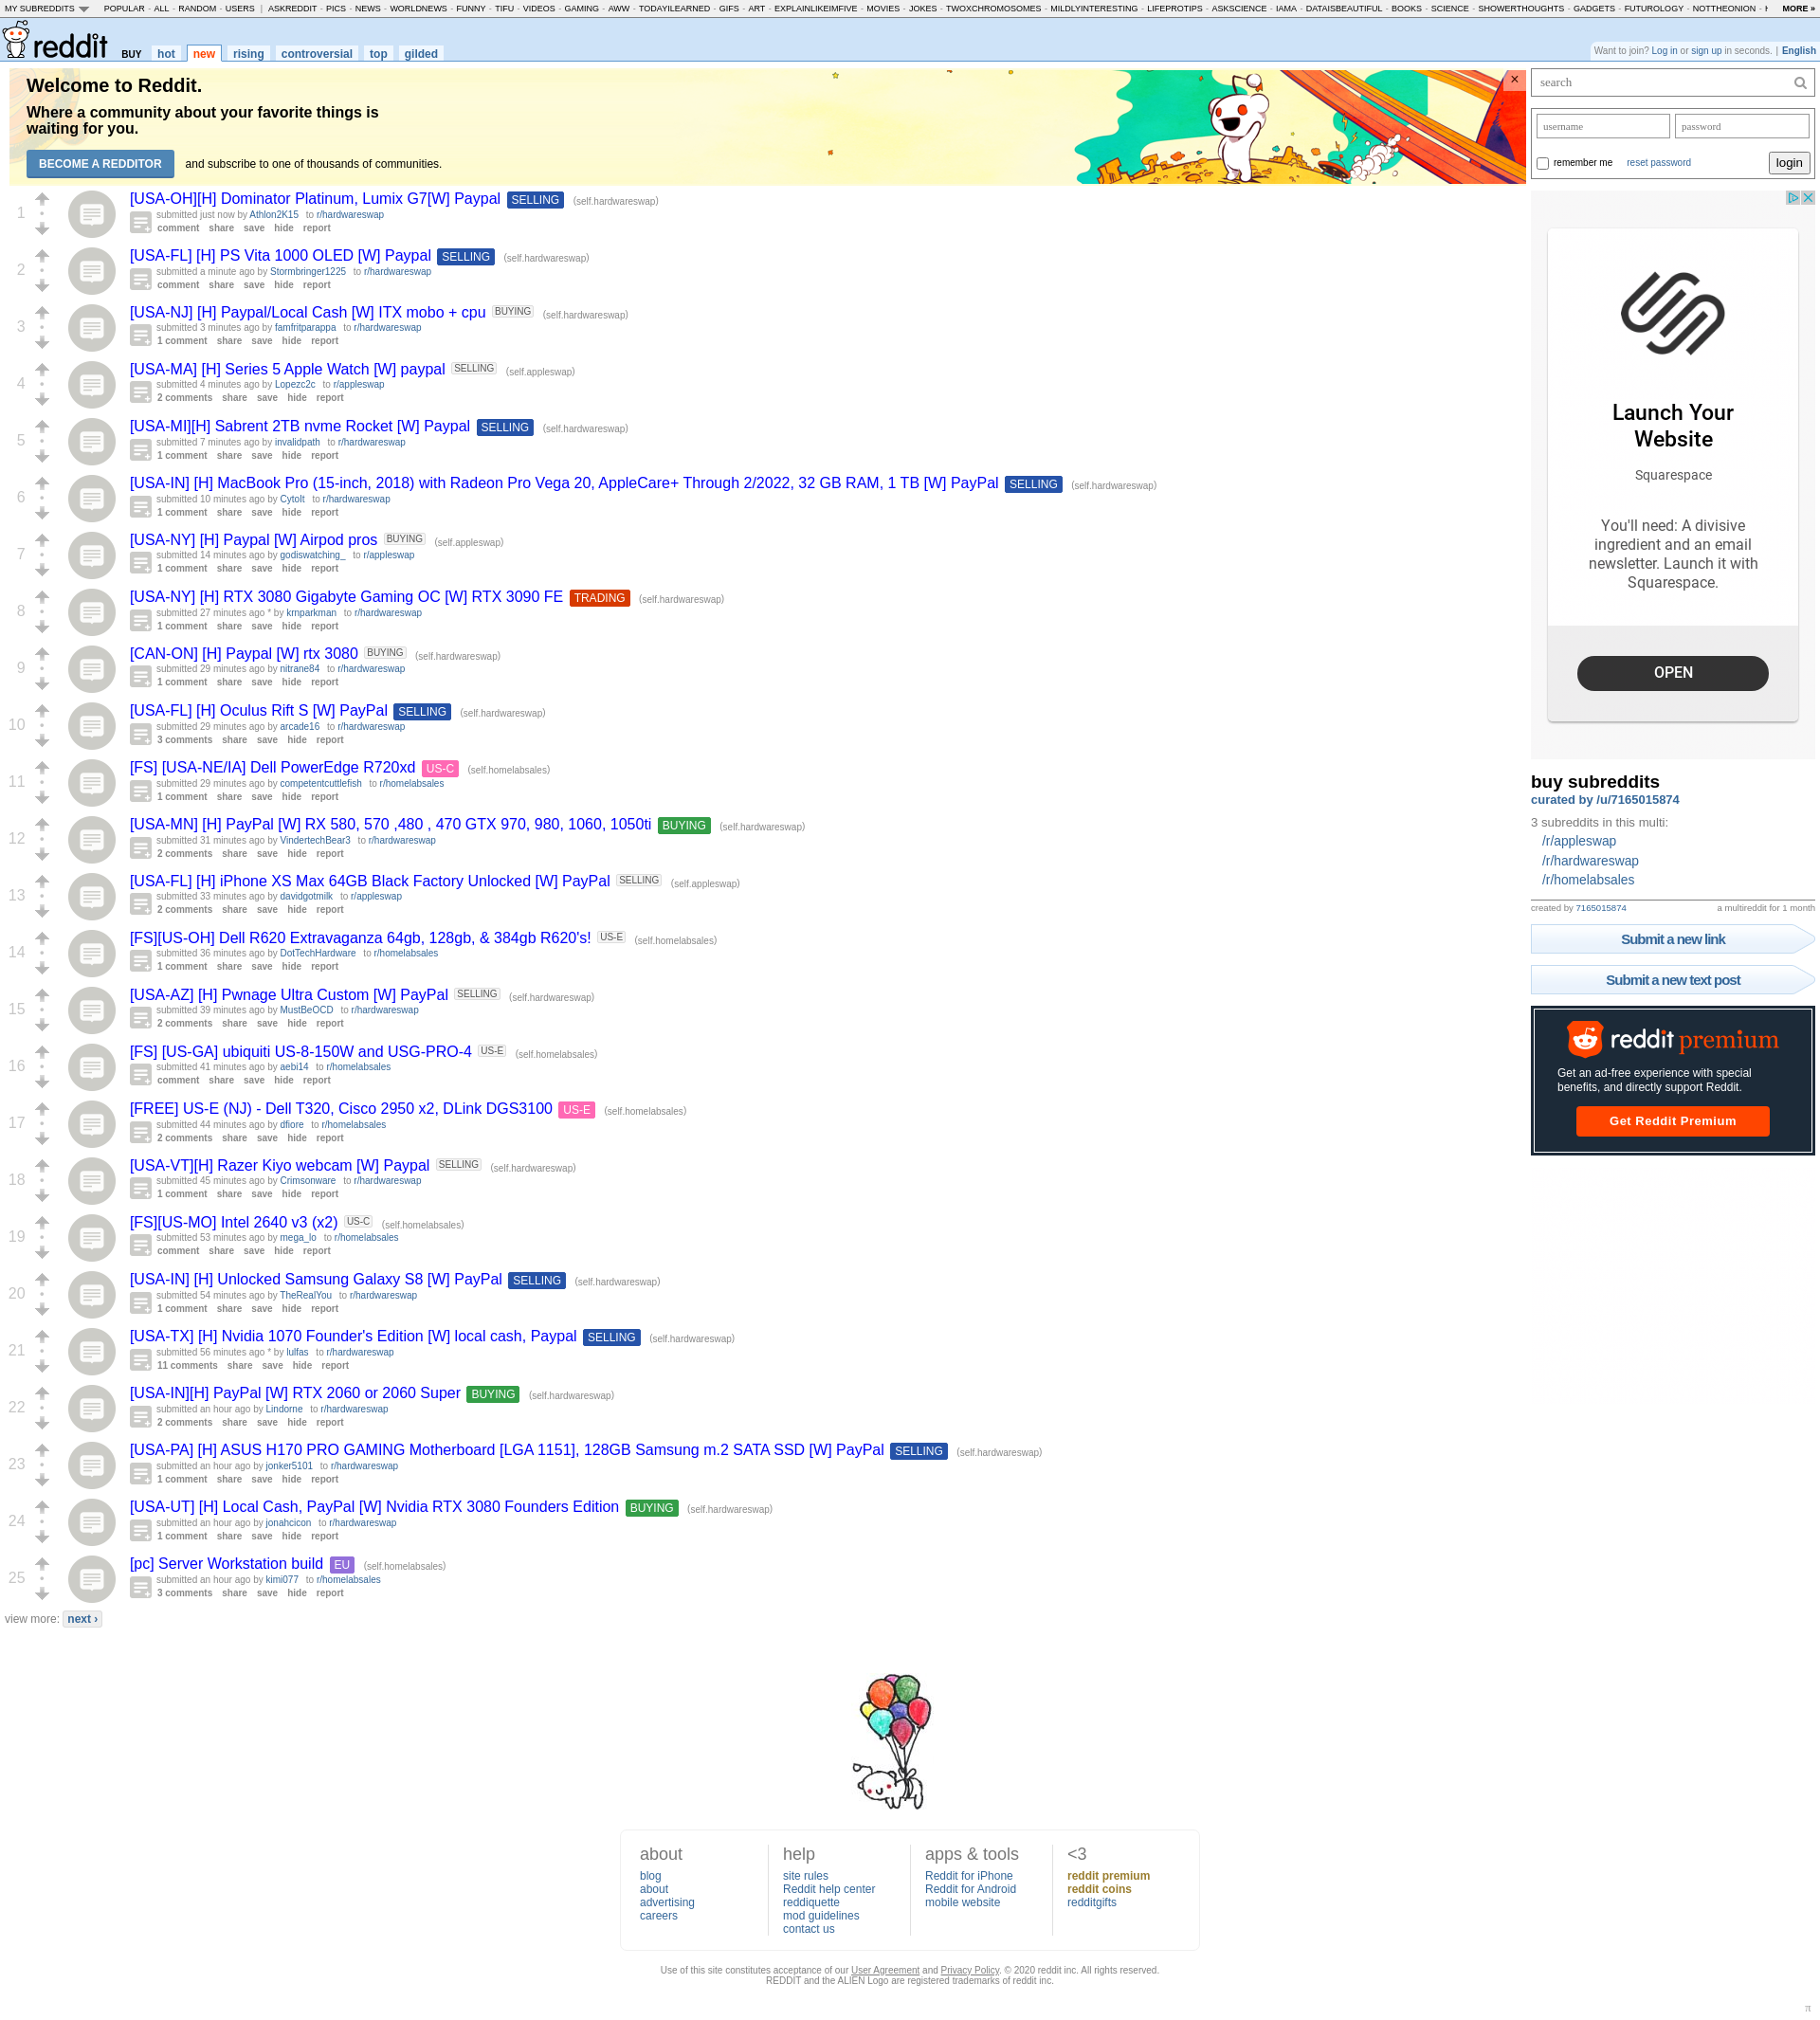 MY SUBREDDITS POPULAR - ALL - RANDOM - USERS | ASKREDDIT - PICS - NEWS - WORLDNEWS - FUNNY - TIFU - VIDEOS - GAMING - AWW - TODAYILEARNED - GIFS - ART - EXPLAINLIKEIMFIVE - MOVIES - JOKES - TWOXCHROMOSOMES - MILDLYINTERESTING - LIFEPROTIPS - ASKSCIENCE - IAMA - DATAISBEAUTIFUL - BOOKS - SCIENCE - SHOWERTHOUGHTS - GADGETS - FUTUROLOGY - NOTTHEONION - MORE »
reddit BUY hot new rising controversial top gilded
Want to join? Log in or sign up in seconds. | English
Welcome to Reddit.
Where a community about your favorite things is
waiting for you.
BECOME A REDDITOR and subscribe to one of thousands of communities.
×
search
username password
remember me reset password login
1
[USA-OH][H] Dominator Platinum, Lumix G7[W] Paypal SELLING (self.hardwareswap)
submitted just now by Athlon2K15 to r/hardwareswap
comment share save hide report
2
[USA-FL] [H] PS Vita 1000 OLED [W] Paypal SELLING (self.hardwareswap)
submitted a minute ago by Stormbringer1225 to r/hardwareswap
comment share save hide report
3
[USA-NJ] [H] Paypal/Local Cash [W] ITX mobo + cpu BUYING (self.hardwareswap)
submitted 3 minutes ago by famfritparappa to r/hardwareswap
1 comment share save hide report
4
[USA-MA] [H] Series 5 Apple Watch [W] paypal SELLING (self.appleswap)
submitted 4 minutes ago by Lopezc2c to r/appleswap
2 comments share save hide report
5
[USA-MI][H] Sabrent 2TB nvme Rocket [W] Paypal SELLING (self.hardwareswap)
submitted 7 minutes ago by invalidpath to r/hardwareswap
1 comment share save hide report
6
[USA-IN] [H] MacBook Pro (15-inch, 2018) with Radeon Pro Vega 20, AppleCare+ Through 2/2022, 32 GB RAM, 1 TB [W] PayPal SELLING (self.hardwareswap)
submitted 10 minutes ago by Cytolt to r/hardwareswap
1 comment share save hide report
7
[USA-NY] [H] Paypal [W] Airpod pros BUYING (self.appleswap)
submitted 14 minutes ago by godiswatching_ to r/appleswap
1 comment share save hide report
8
[USA-NY] [H] RTX 3080 Gigabyte Gaming OC [W] RTX 3090 FE TRADING (self.hardwareswap)
submitted 27 minutes ago * by krnparkman to r/hardwareswap
1 comment share save hide report
9
[CAN-ON] [H] Paypal [W] rtx 3080 BUYING (self.hardwareswap)
submitted 29 minutes ago by nitrane84 to r/hardwareswap
1 comment share save hide report
10
[USA-FL] [H] Oculus Rift S [W] PayPal SELLING (self.hardwareswap)
submitted 29 minutes ago by arcade16 to r/hardwareswap
3 comments share save hide report
11
[FS] [USA-NE/IA] Dell PowerEdge R720xd US-C (self.homelabsales)
submitted 29 minutes ago by competentcuttlefish to r/homelabsales
1 comment share save hide report
12
[USA-MN] [H] PayPal [W] RX 580, 570 ,480 , 470 GTX 970, 980, 1060, 1050ti BUYING (self.hardwareswap)
submitted 31 minutes ago by VindertechBear3 to r/hardwareswap
2 comments share save hide report
13
[USA-FL] [H] iPhone XS Max 64GB Black Factory Unlocked [W] PayPal SELLING (self.appleswap)
submitted 33 minutes ago by davidgotmilk to r/appleswap
2 comments share save hide report
14
[FS][US-OH] Dell R620 Extravaganza 64gb, 128gb, & 384gb R620's! US-E (self.homelabsales)
submitted 36 minutes ago by DotTechHardware to r/homelabsales
1 comment share save hide report
15
[USA-AZ] [H] Pwnage Ultra Custom [W] PayPal SELLING (self.hardwareswap)
submitted 39 minutes ago by MustBeOCD to r/hardwareswap
2 comments share save hide report
16
[FS] [US-GA] ubiquiti US-8-150W and USG-PRO-4 US-E (self.homelabsales)
submitted 41 minutes ago by aebi14 to r/homelabsales
comment share save hide report
17
[FREE] US-E (NJ) - Dell T320, Cisco 2950 x2, DLink DGS3100 US-E (self.homelabsales)
submitted 44 minutes ago by dfiore to r/homelabsales
2 comments share save hide report
18
[USA-VT][H] Razer Kiyo webcam [W] Paypal SELLING (self.hardwareswap)
submitted 45 minutes ago by Crimsonware to r/hardwareswap
1 comment share save hide report
19
[FS][US-MO] Intel 2640 v3 (x2) US-C (self.homelabsales)
submitted 53 minutes ago by mega_lo to r/homelabsales
comment share save hide report
20
[USA-IN] [H] Unlocked Samsung Galaxy S8 [W] PayPal SELLING (self.hardwareswap)
submitted 54 minutes ago by TheRealYou to r/hardwareswap
1 comment share save hide report
21
[USA-TX] [H] Nvidia 1070 Founder's Edition [W] local cash, Paypal SELLING (self.hardwareswap)
submitted 56 minutes ago * by lulfas to r/hardwareswap
11 comments share save hide report
22
[USA-IN][H] PayPal [W] RTX 2060 or 2060 Super BUYING (self.hardwareswap)
submitted an hour ago by Lindorne to r/hardwareswap
2 comments share save hide report
23
[USA-PA] [H] ASUS H170 PRO GAMING Motherboard [LGA 1151], 128GB Samsung m.2 SATA SSD [W] PayPal SELLING (self.hardwareswap)
submitted an hour ago by jonker5101 to r/hardwareswap
1 comment share save hide report
24
[USA-UT] [H] Local Cash, PayPal [W] Nvidia RTX 3080 Founders Edition BUYING (self.hardwareswap)
submitted an hour ago by jonahcicon to r/hardwareswap
1 comment share save hide report
25
[pc] Server Workstation build EU (self.homelabsales)
submitted an hour ago by kimi077 to r/homelabsales
3 comments share save hide report
view more: next ›
Launch Your
Website
Squarespace
You'll need: A divisive
ingredient and an email
newsletter. Launch it with
Squarespace.
OPEN
buy subreddits
curated by /u/7165015874
3 subreddits in this multi:
/r/appleswap
/r/hardwareswap
/r/homelabsales
created by 7165015874 a multireddit for 1 month
Submit a new link
Submit a new text post
reddit premium
Get an ad-free experience with special
benefits, and directly support Reddit.
Get Reddit Premium
about
blog
about
advertising
careers
help
site rules
Reddit help center
reddiquette
mod guidelines
contact us
apps & tools
Reddit for iPhone
Reddit for Android
mobile website
<3
reddit premium
reddit coins
redditgifts
Use of this site constitutes acceptance of our User Agreement and Privacy Policy. © 2020 reddit inc. All rights reserved.
REDDIT and the ALIEN Logo are registered trademarks of reddit inc.
π